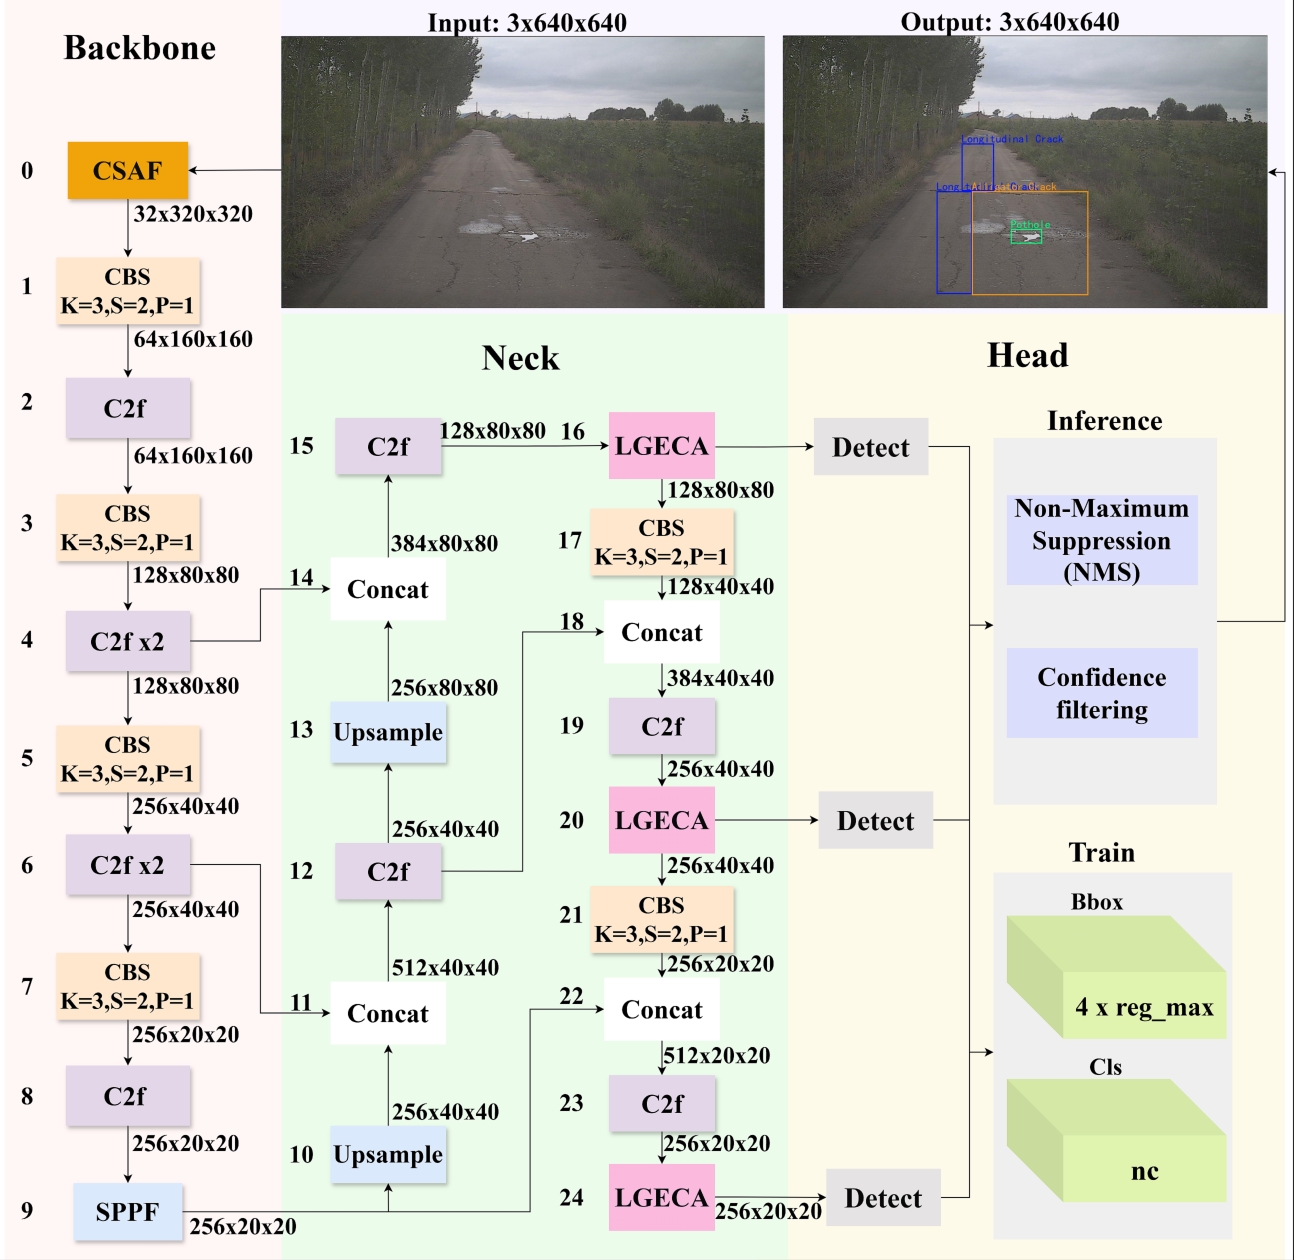 Backbone
Input: 3x640x640
Output: 3x640x640
Longitudinal Crack
Crack
Pothole
0
CSAF
32x320x320
1
CBS
K=3,S=2,P=1
64x160x160
2
C2f
64x160x160
3
CBS
K=3,S=2,P=1
128x80x80
4
C2f x2
128x80x80
5
CBS
K=3,S=2,P=1
256x40x40
6
C2f x2
256x40x40
7
CBS
K=3,S=2,P=1
256x20x20
8
C2f
256x20x20
9
SPPF
256x20x20
Neck
15
C2f
128x80x80
384x80x80
14
Concat
256x80x80
13
Upsample
256x40x40
12
C2f
512x40x40
11
Concat
256x40x40
10
Upsample
16
LGECA
128x80x80
17
CBS
K=3,S=2,P=1
128x40x40
18
Concat
384x40x40
19
C2f
256x40x40
20
LGECA
256x40x40
21
CBS
K=3,S=2,P=1
256x20x20
22
Concat
512x20x20
23
C2f
256x20x20
24
LGECA
256x20x20
Head
Detect
Detect
Detect
Inference
Non-Maximum
Suppression
(NMS)
Confidence
filtering
Train
Bbox
4 x reg_max
Cls
nc